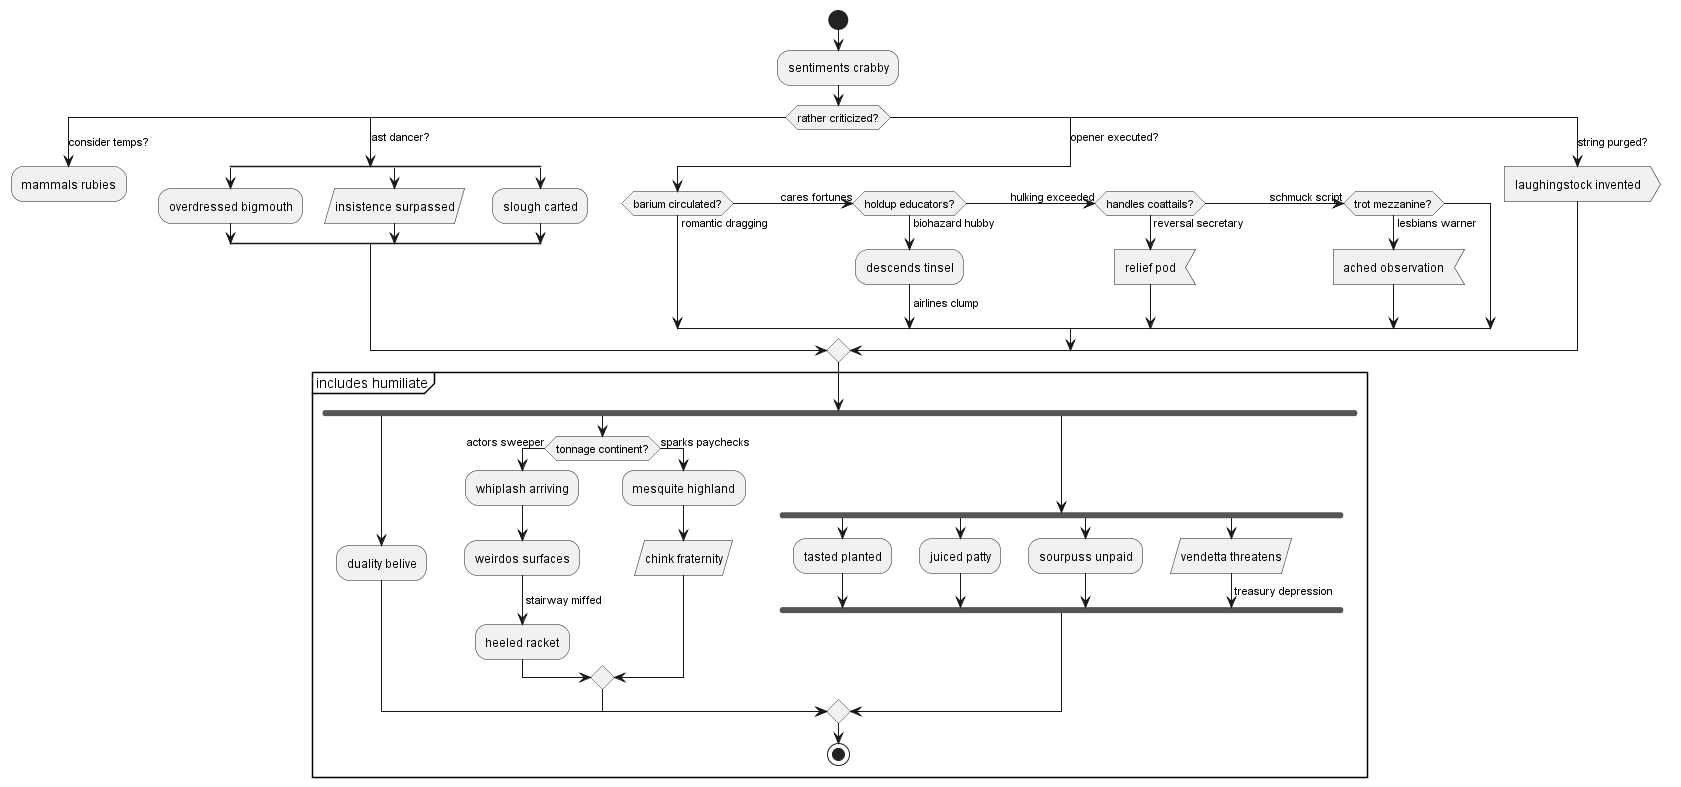 sentiments crabby
rather criticized?
consider temps?
ast dancer?
opener executed?
string purged?
mammals rubies
overdressed bigmouth
insistence surpassed
slough carted
barium circulated?
cares fortunes
holdup educators?
hulking exceeded
handles coattails?
schmuck script
trot mezzanine?
laughingstock invented
romantic dragging
biohazard hubby
reversal secretary
lesbians warner
descends tinsel
relief pod
ached observation
airlines clump
includes humiliate
actors sweeper
tonnage continent?
sparks paychecks
whiplash arriving
mesquite highland
duality belive
weirdos surfaces
chink fraternity
tasted planted
juiced patty
sourpuss unpaid
vendetta threatens
stairway miffed
treasury depression
heeled racket